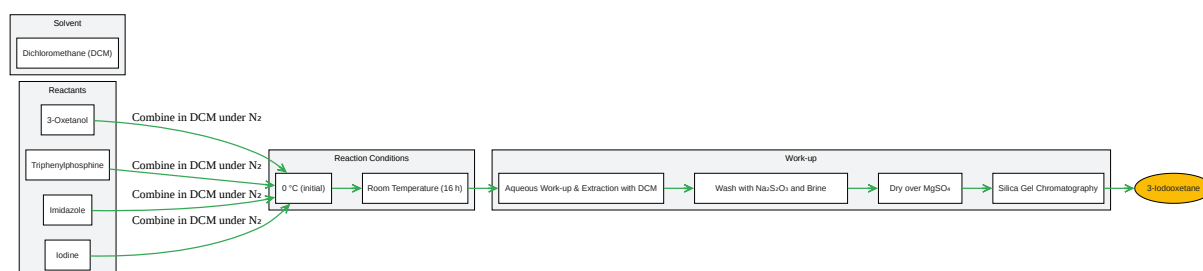 Solvent
Dichloromethane (DCM)
Reactants
3-Oxetanol
Triphenylphosphine
Imidazole
Iodine
Combine in DCM under N₂
Combine in DCM under N₂
Combine in DCM under N₂
Combine in DCM under N₂
Reaction Conditions
0 °C (initial)
Room Temperature (16 h)
Work-up
Aqueous Work-up & Extraction with DCM
Wash with Na₂S₂O₃ and Brine
Dry over MgSO₄
Silica Gel Chromatography
3-Iodooxetane